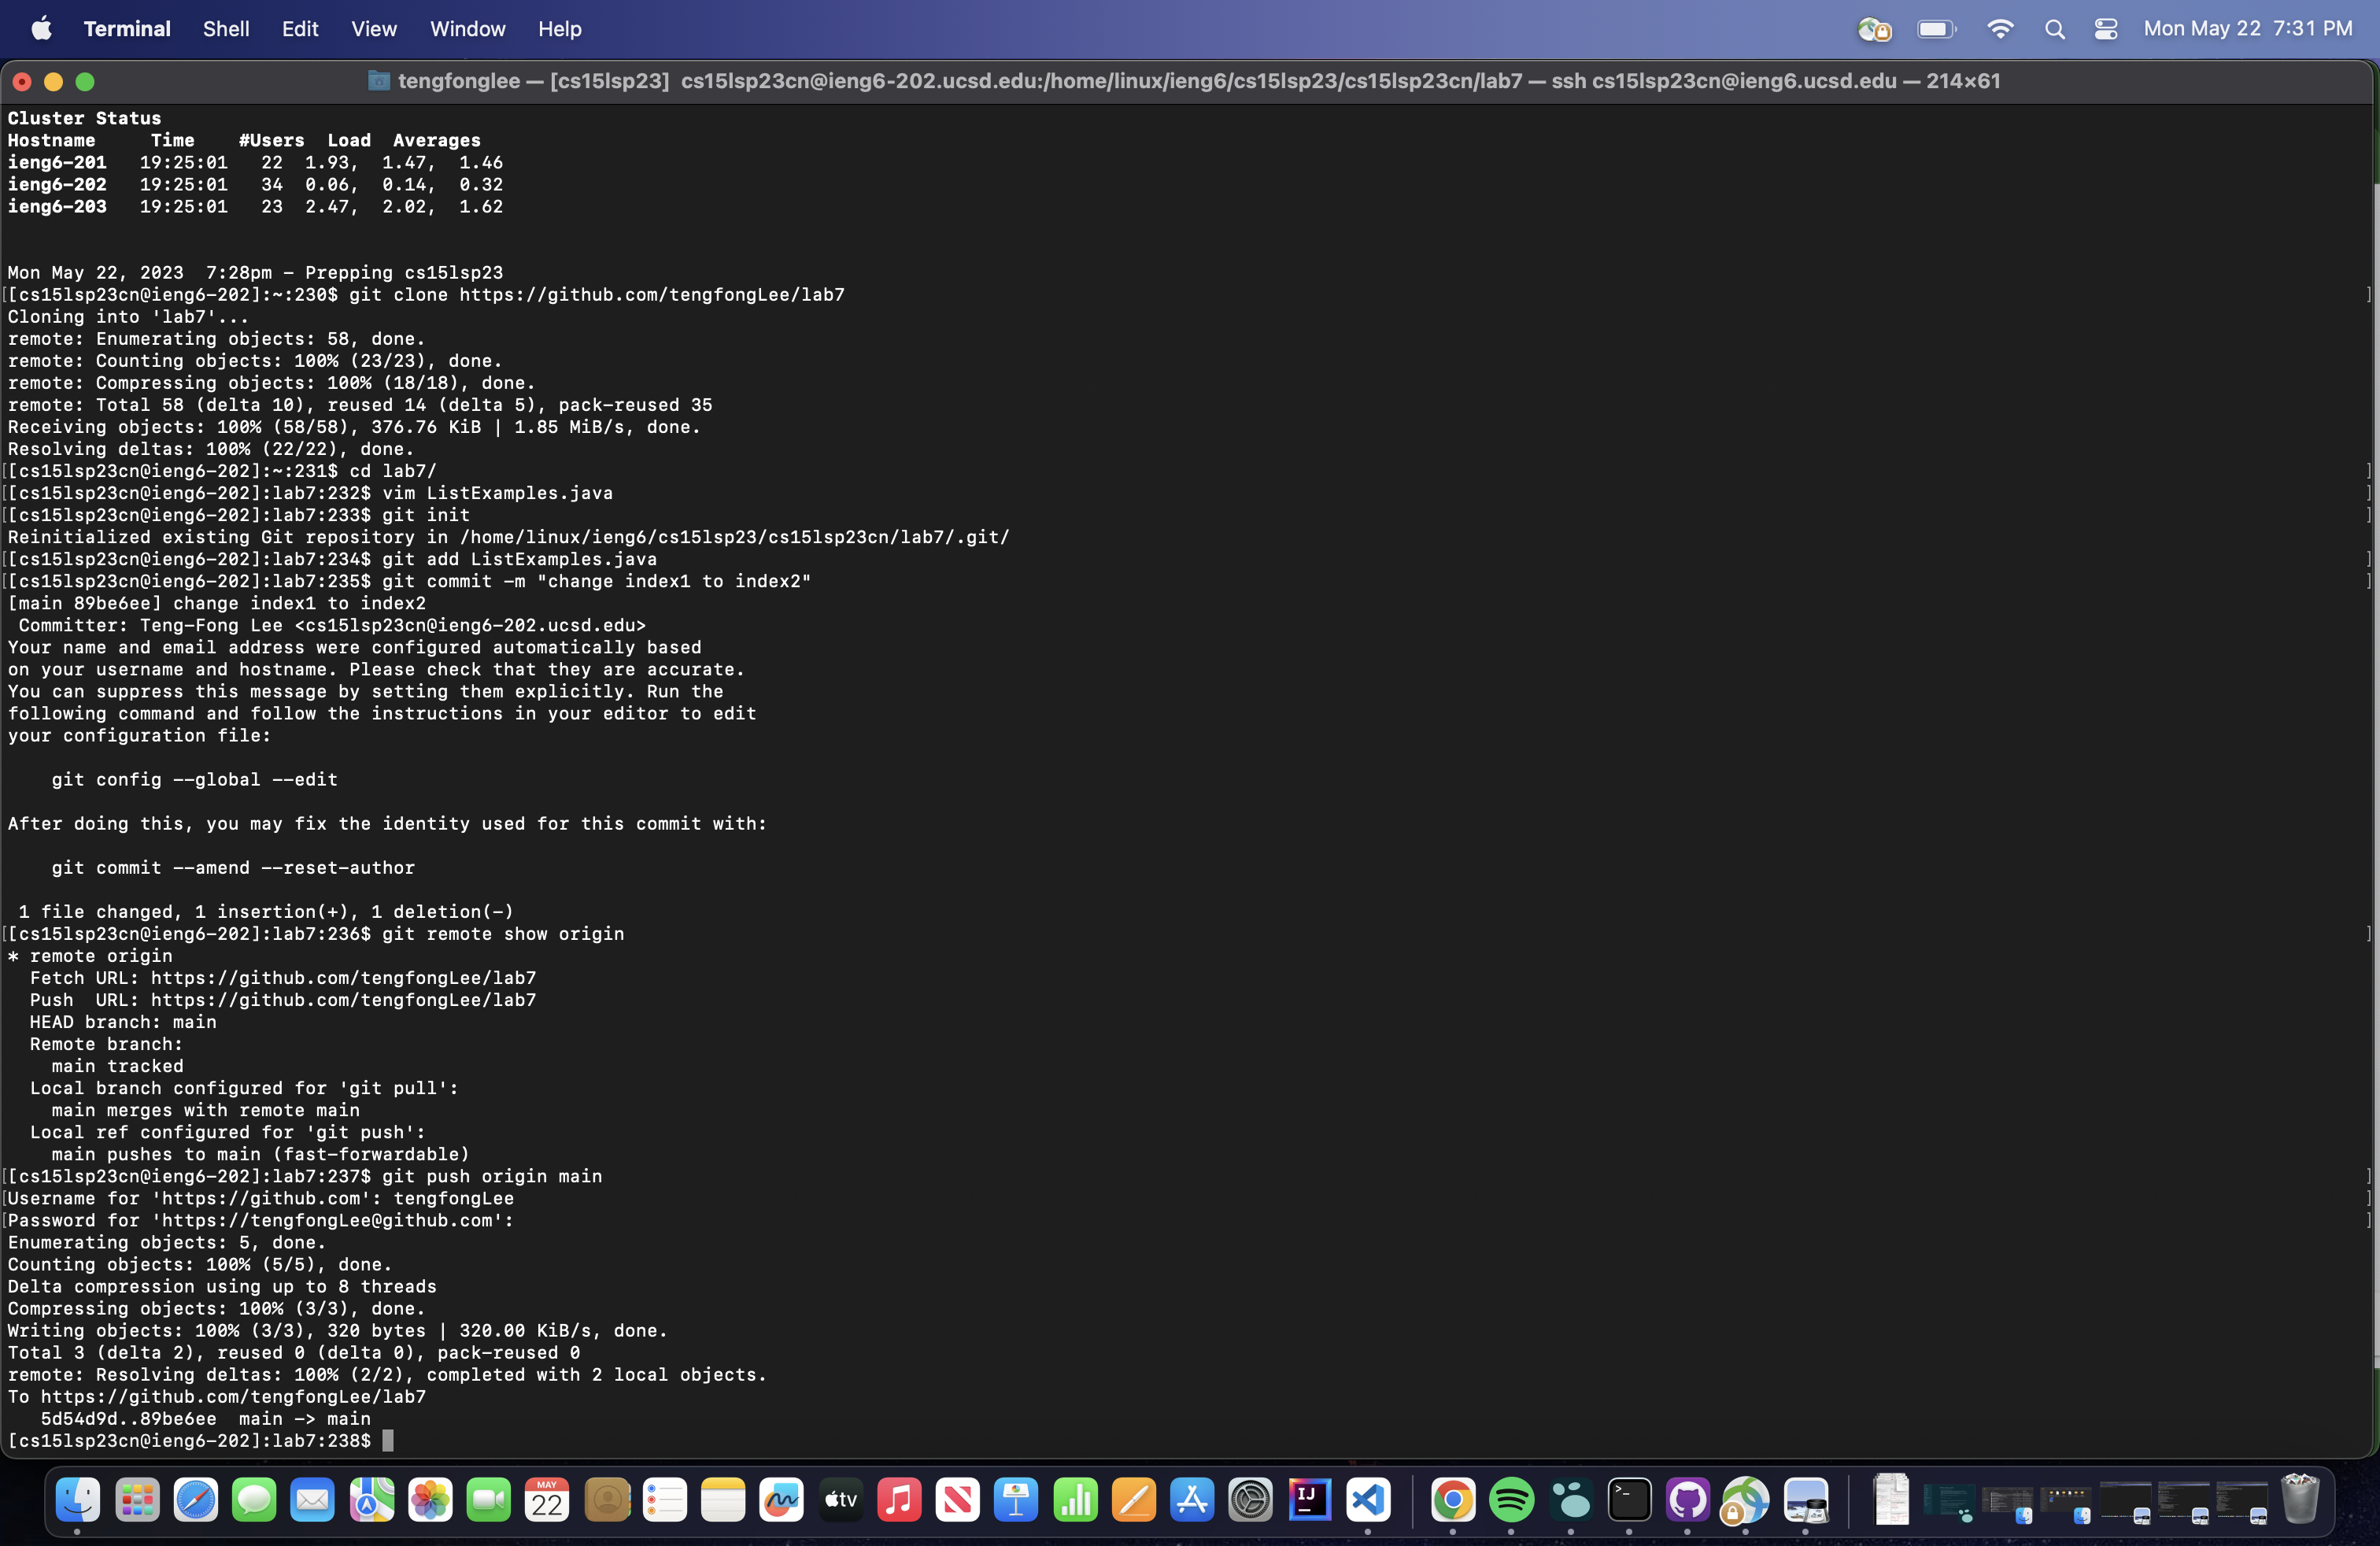 Terminal Shell Edit View Window Help Mon May 22 7:31 PM
tengfonglee — [cs15lsp23] cs15lsp23cn@ieng6-202.ucsd.edu:/home/linux/ieng6/cs15lsp23/cs15lsp23cn/lab7 — ssh cs15lsp23cn@ieng6.ucsd.edu — 214×61
Cluster Status
Hostname     Time    #Users  Load  Averages
ieng6-201   19:25:01   22  1.93,  1.47,  1.46
ieng6-202   19:25:01   34  0.06,  0.14,  0.32
ieng6-203   19:25:01   23  2.47,  2.02,  1.62
Mon May 22, 2023  7:28pm - Prepping cs15lsp23
[[cs15lsp23cn@ieng6-202]:~:230$ git clone https://github.com/tengfongLee/lab7 ]
Cloning into 'lab7'...
remote: Enumerating objects: 58, done.
remote: Counting objects: 100% (23/23), done.
remote: Compressing objects: 100% (18/18), done.
remote: Total 58 (delta 10), reused 14 (delta 5), pack-reused 35
Receiving objects: 100% (58/58), 376.76 KiB | 1.85 MiB/s, done.
Resolving deltas: 100% (22/22), done.
[[cs15lsp23cn@ieng6-202]:~:231$ cd lab7/ ]
[[cs15lsp23cn@ieng6-202]:lab7:232$ vim ListExamples.java ]
[[cs15lsp23cn@ieng6-202]:lab7:233$ git init ]
Reinitialized existing Git repository in /home/linux/ieng6/cs15lsp23/cs15lsp23cn/lab7/.git/
[[cs15lsp23cn@ieng6-202]:lab7:234$ git add ListExamples.java ]
[[cs15lsp23cn@ieng6-202]:lab7:235$ git commit -m "change index1 to index2" ]
[main 89be6ee] change index1 to index2
 Committer: Teng-Fong Lee <cs15lsp23cn@ieng6-202.ucsd.edu>
Your name and email address were configured automatically based
on your username and hostname. Please check that they are accurate.
You can suppress this message by setting them explicitly. Run the
following command and follow the instructions in your editor to edit
your configuration file:
    git config --global --edit
After doing this, you may fix the identity used for this commit with:
    git commit --amend --reset-author
 1 file changed, 1 insertion(+), 1 deletion(-)
[[cs15lsp23cn@ieng6-202]:lab7:236$ git remote show origin ]
* remote origin
  Fetch URL: https://github.com/tengfongLee/lab7
  Push  URL: https://github.com/tengfongLee/lab7
  HEAD branch: main
  Remote branch:
    main tracked
  Local branch configured for 'git pull':
    main merges with remote main
  Local ref configured for 'git push':
    main pushes to main (fast-forwardable)
[[cs15lsp23cn@ieng6-202]:lab7:237$ git push origin main ]
[Username for 'https://github.com': tengfongLee ]
[Password for 'https://tengfongLee@github.com': ]
Enumerating objects: 5, done.
Counting objects: 100% (5/5), done.
Delta compression using up to 8 threads
Compressing objects: 100% (3/3), done.
Writing objects: 100% (3/3), 320 bytes | 320.00 KiB/s, done.
Total 3 (delta 2), reused 0 (delta 0), pack-reused 0
remote: Resolving deltas: 100% (2/2), completed with 2 local objects.
To https://github.com/tengfongLee/lab7
   5d54d9d..89be6ee  main -> main
[cs15lsp23cn@ieng6-202]:lab7:238$
MAY 22 tv IJ >_